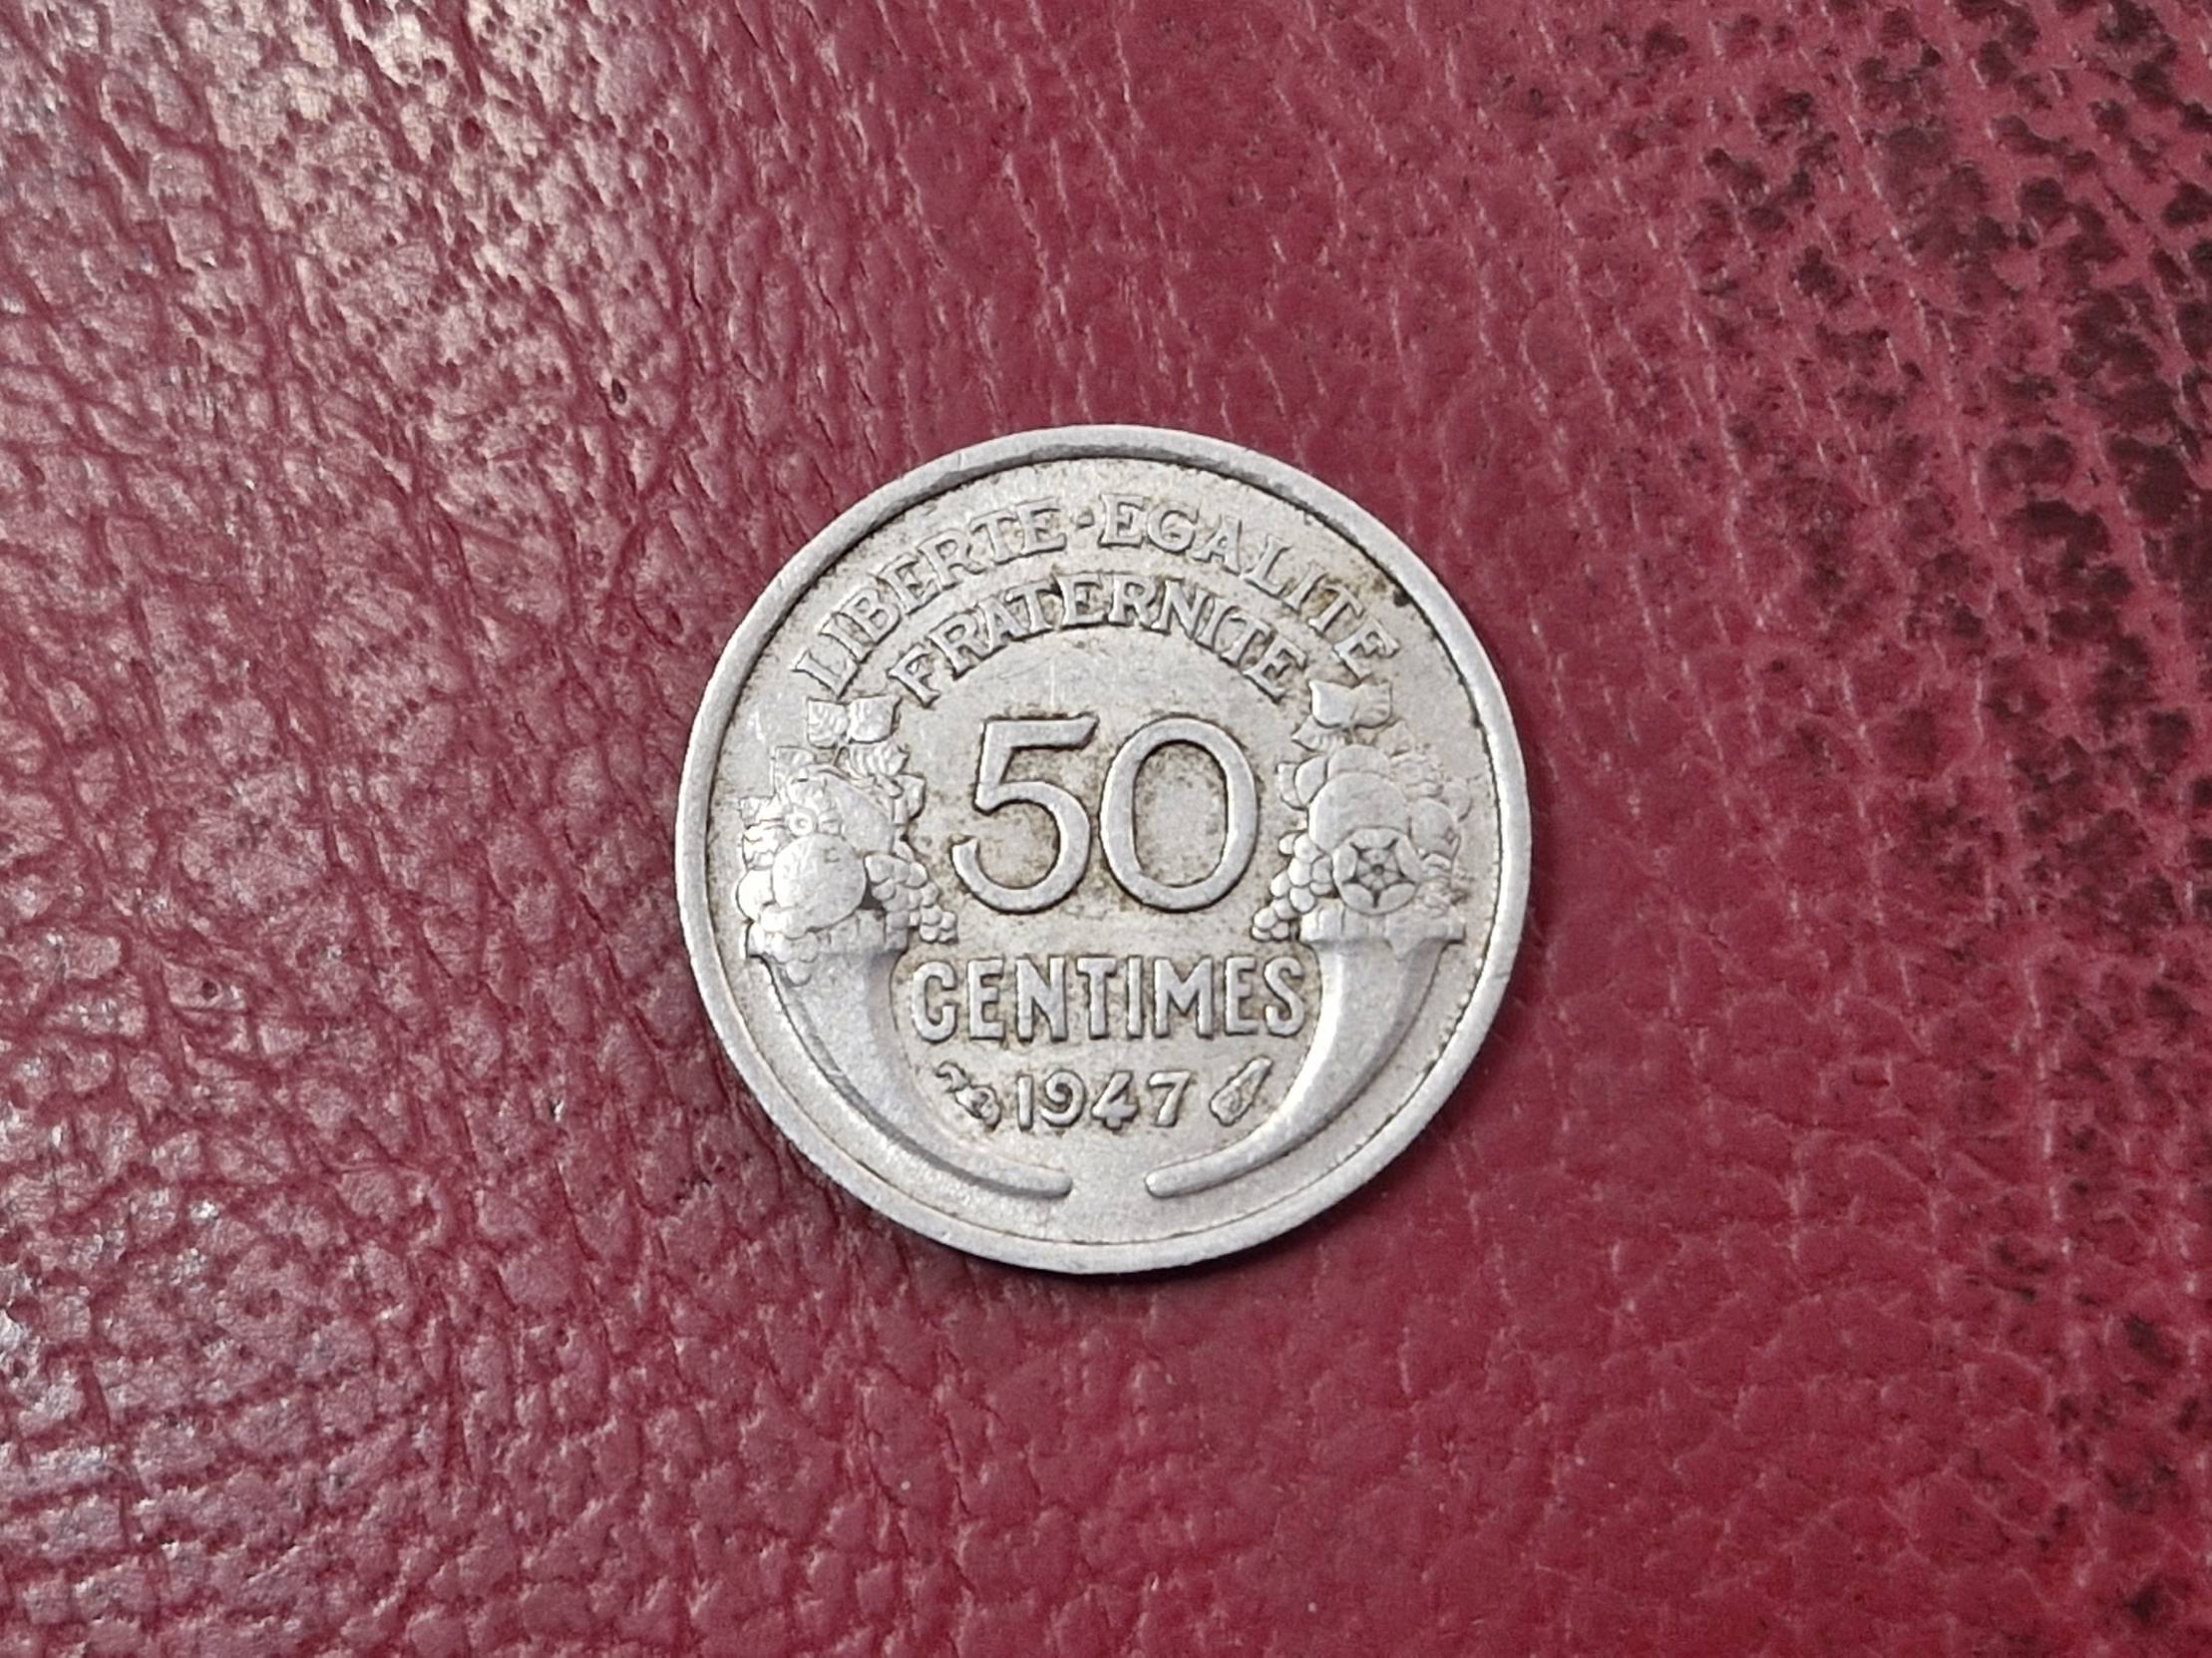 LIBERTE-EGALITE
FRATERNITE
50
CENTIMES
1947